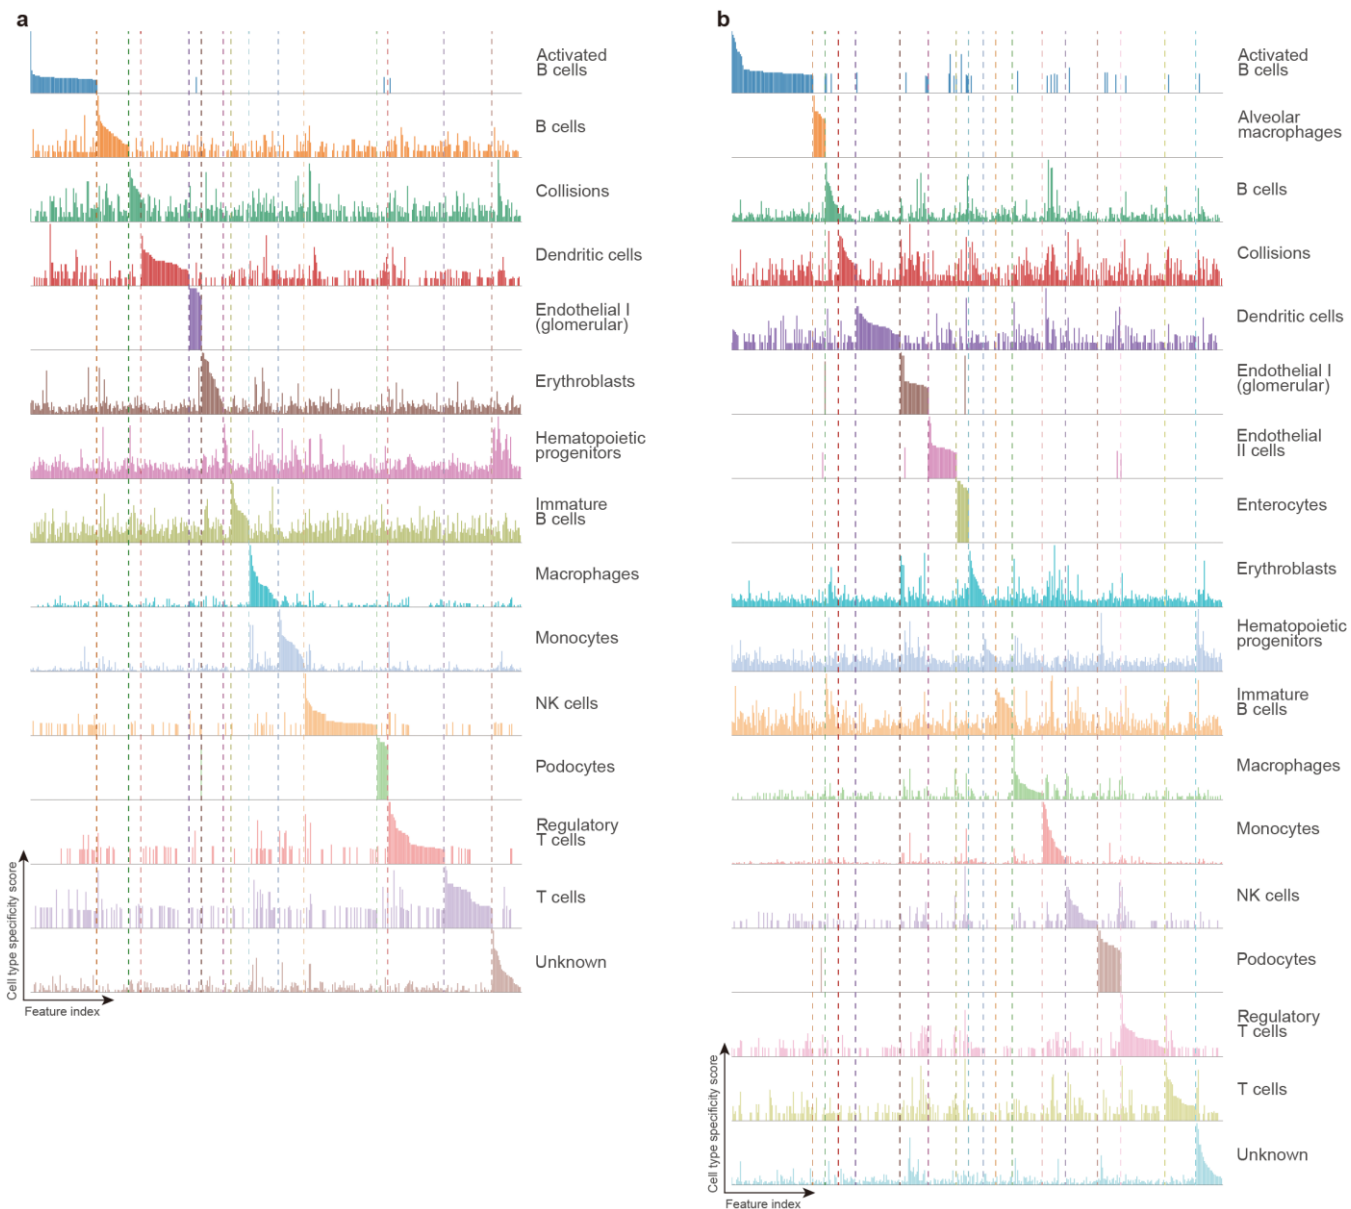 a
Activated
B cells
B cells
Collisions
Dendritic cells
Endothelial I
(glomerular)
Erythroblasts
Hematopoietic
progenitors
Immature
B cells
Macrophages
Monocytes
NK cells
Podocytes
Regulatory
T cells
T cells
Unknown
Cell type specificity score
Feature index
b
Activated
B cells
Alveolar
macrophages
B cells
Collisions
Dendritic cells
Endothelial I
(glomerular)
Endothelial
II cells
Enterocytes
Erythroblasts
Hematopoietic
progenitors
Immature
B cells
Macrophages
Monocytes
NK cells
Podocytes
Regulatory
T cells
T cells
Unknown
Cell type specificity score
Feature index